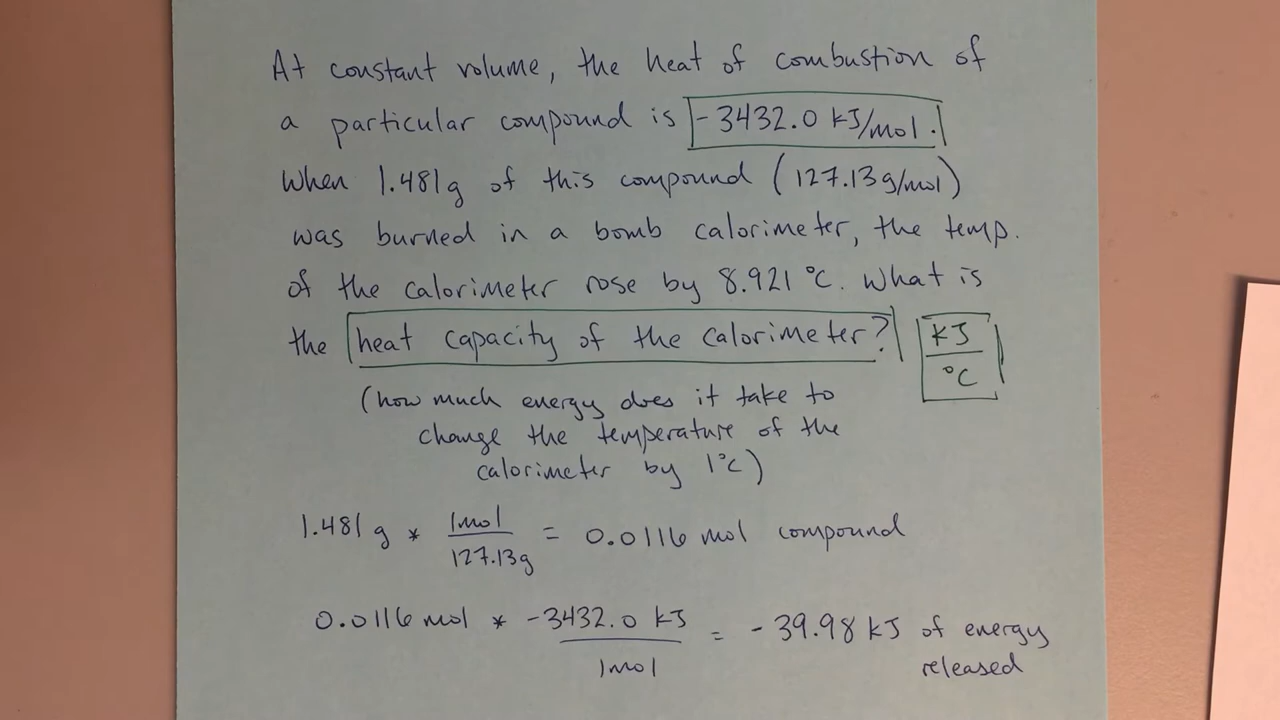 At constant volume, the heat of combustion of
a particular compound is -3432.0 kJ/mol.
When 1.481g of this compound (127.13g/mol)
was burned in a bomb calorimeter, the temp.
of the calorimeter rose by 8.921 °C. What is
the heat capacity of the calorimeter? kJ/°C
(how much energy does it take to
change the temperature of the
calorimeter by 1°C)
1.481 g * 1mol/127.13g = 0.0116 mol compound
0.0116 mol * -3432.0 kJ/1mol = -39.98 kJ of energy
released